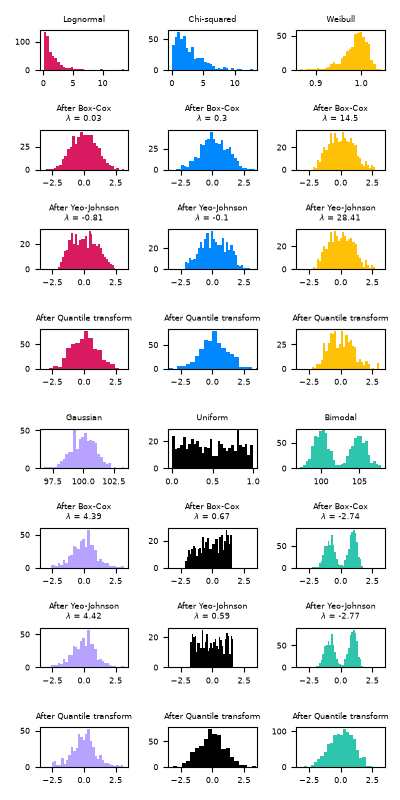 Lognormal Chi-squared Weibull
100 50 50
0 0 0
0 5 10 0 5 10 0.9 1.0
After Box-Cox After Box-Cox After Box-Cox
λ = 0.03 λ = 0.3 λ = 14.5
25 25 25
0 0 0
−2.5 0.0 2.5 −2.5 0.0 2.5 −2.5 0.0 2.5
After Yeo-Johnson After Yeo-Johnson After Yeo-Johnson
λ = -0.81 λ = -0.1 λ = 28.41
20 20 20
0 0 0
−2.5 0.0 2.5 −2.5 0.0 2.5 −2.5 0.0 2.5
After Quantile transform After Quantile transform After Quantile transform
50 50 25
0 0 0
−2.5 0.0 2.5 −2.5 0.0 2.5 −2.5 0.0 2.5
Gaussian Uniform Bimodal
50 20 50
0 0 0
97.5 100.0 102.5 0.0 0.5 1.0 100 105
After Box-Cox After Box-Cox After Box-Cox
λ = 4.39 λ = 0.67 λ = -2.74
50 20 50
0 0 0
−2.5 0.0 2.5 −2.5 0.0 2.5 −2.5 0.0 2.5
After Yeo-Johnson After Yeo-Johnson After Yeo-Johnson
λ = 4.42 λ = 0.59 λ = -2.77
50 20 50
0 0 0
−2.5 0.0 2.5 −2.5 0.0 2.5 −2.5 0.0 2.5
After Quantile transform After Quantile transform After Quantile transform
50 50 100
0 0 0
−2.5 0.0 2.5 −2.5 0.0 2.5 −2.5 0.0 2.5